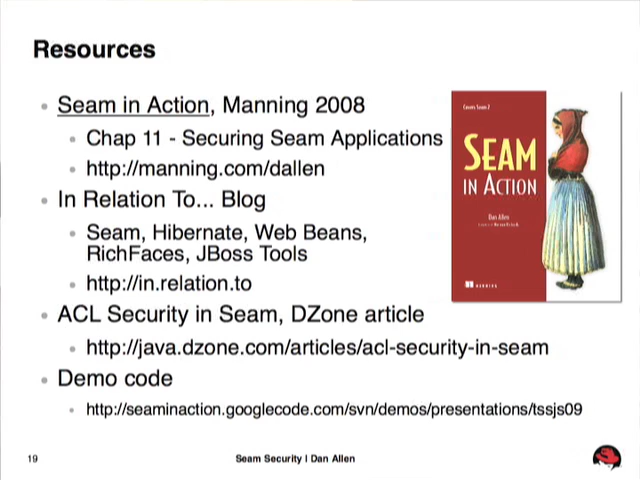 Resources
Seam in Action, Manning 2008
Chap 11 - Securing Seam Applications
http://manning.com/dallen
In Relation To... Blog
Seam, Hibernate, Web Beans,
RichFaces, JBoss Tools
http://in.relation.to
ACL Security in Seam, DZone article
http://java.dzone.com/articles/acl-security-in-seam
Demo code
http://seaminaction.googlecode.com/svn/demos/presentations/tssjs09
Covers Seam 2
SEAM
IN ACTION
Dan Allen
MANNING
19
Seam Security | Dan Allen